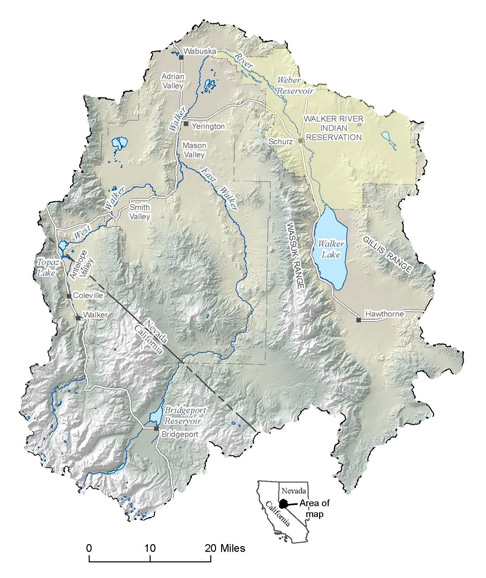 Wabuska
River
Adrian
Valley
Weber
Reservoir
WALKER RIVER
INDIAN
RESERVATION
Walker
Yerington
Schurz
Mason
Valley
East Walker
West Walker
Smith
Valley
WASSUK RANGE
Walker
Lake
GILLIS RANGE
Topaz
Lake
Antelope
Valley
Coleville
Walker
Hawthorne
Nevada
California
Bridgeport
Reservoir
Bridgeport
Nevada
California
Area of
map
0 10 20 Miles